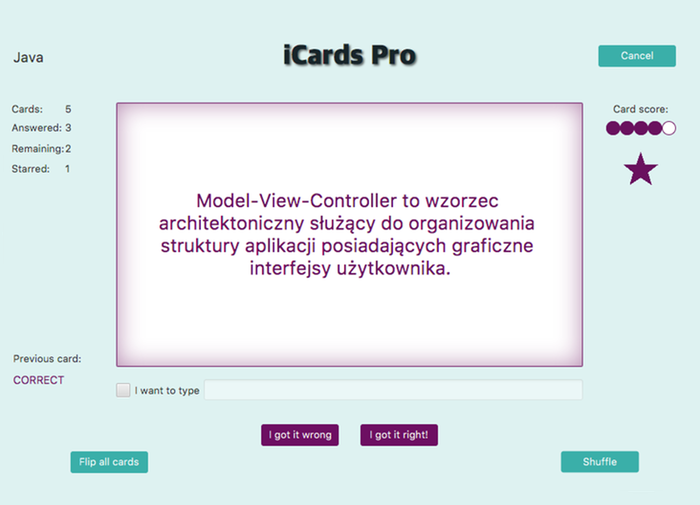 iCards Pro
Java
Cancel
Cards: 5
Answered: 3
Remaining: 2
Starred: 1
Card score:
Model-View-Controller to wzorzec
architektoniczny służący do organizowania
struktury aplikacji posiadających graficzne
interfejsy użytkownika.
Previous card:
CORRECT
I want to type
I got it wrong
I got it right!
Flip all cards
Shuffle